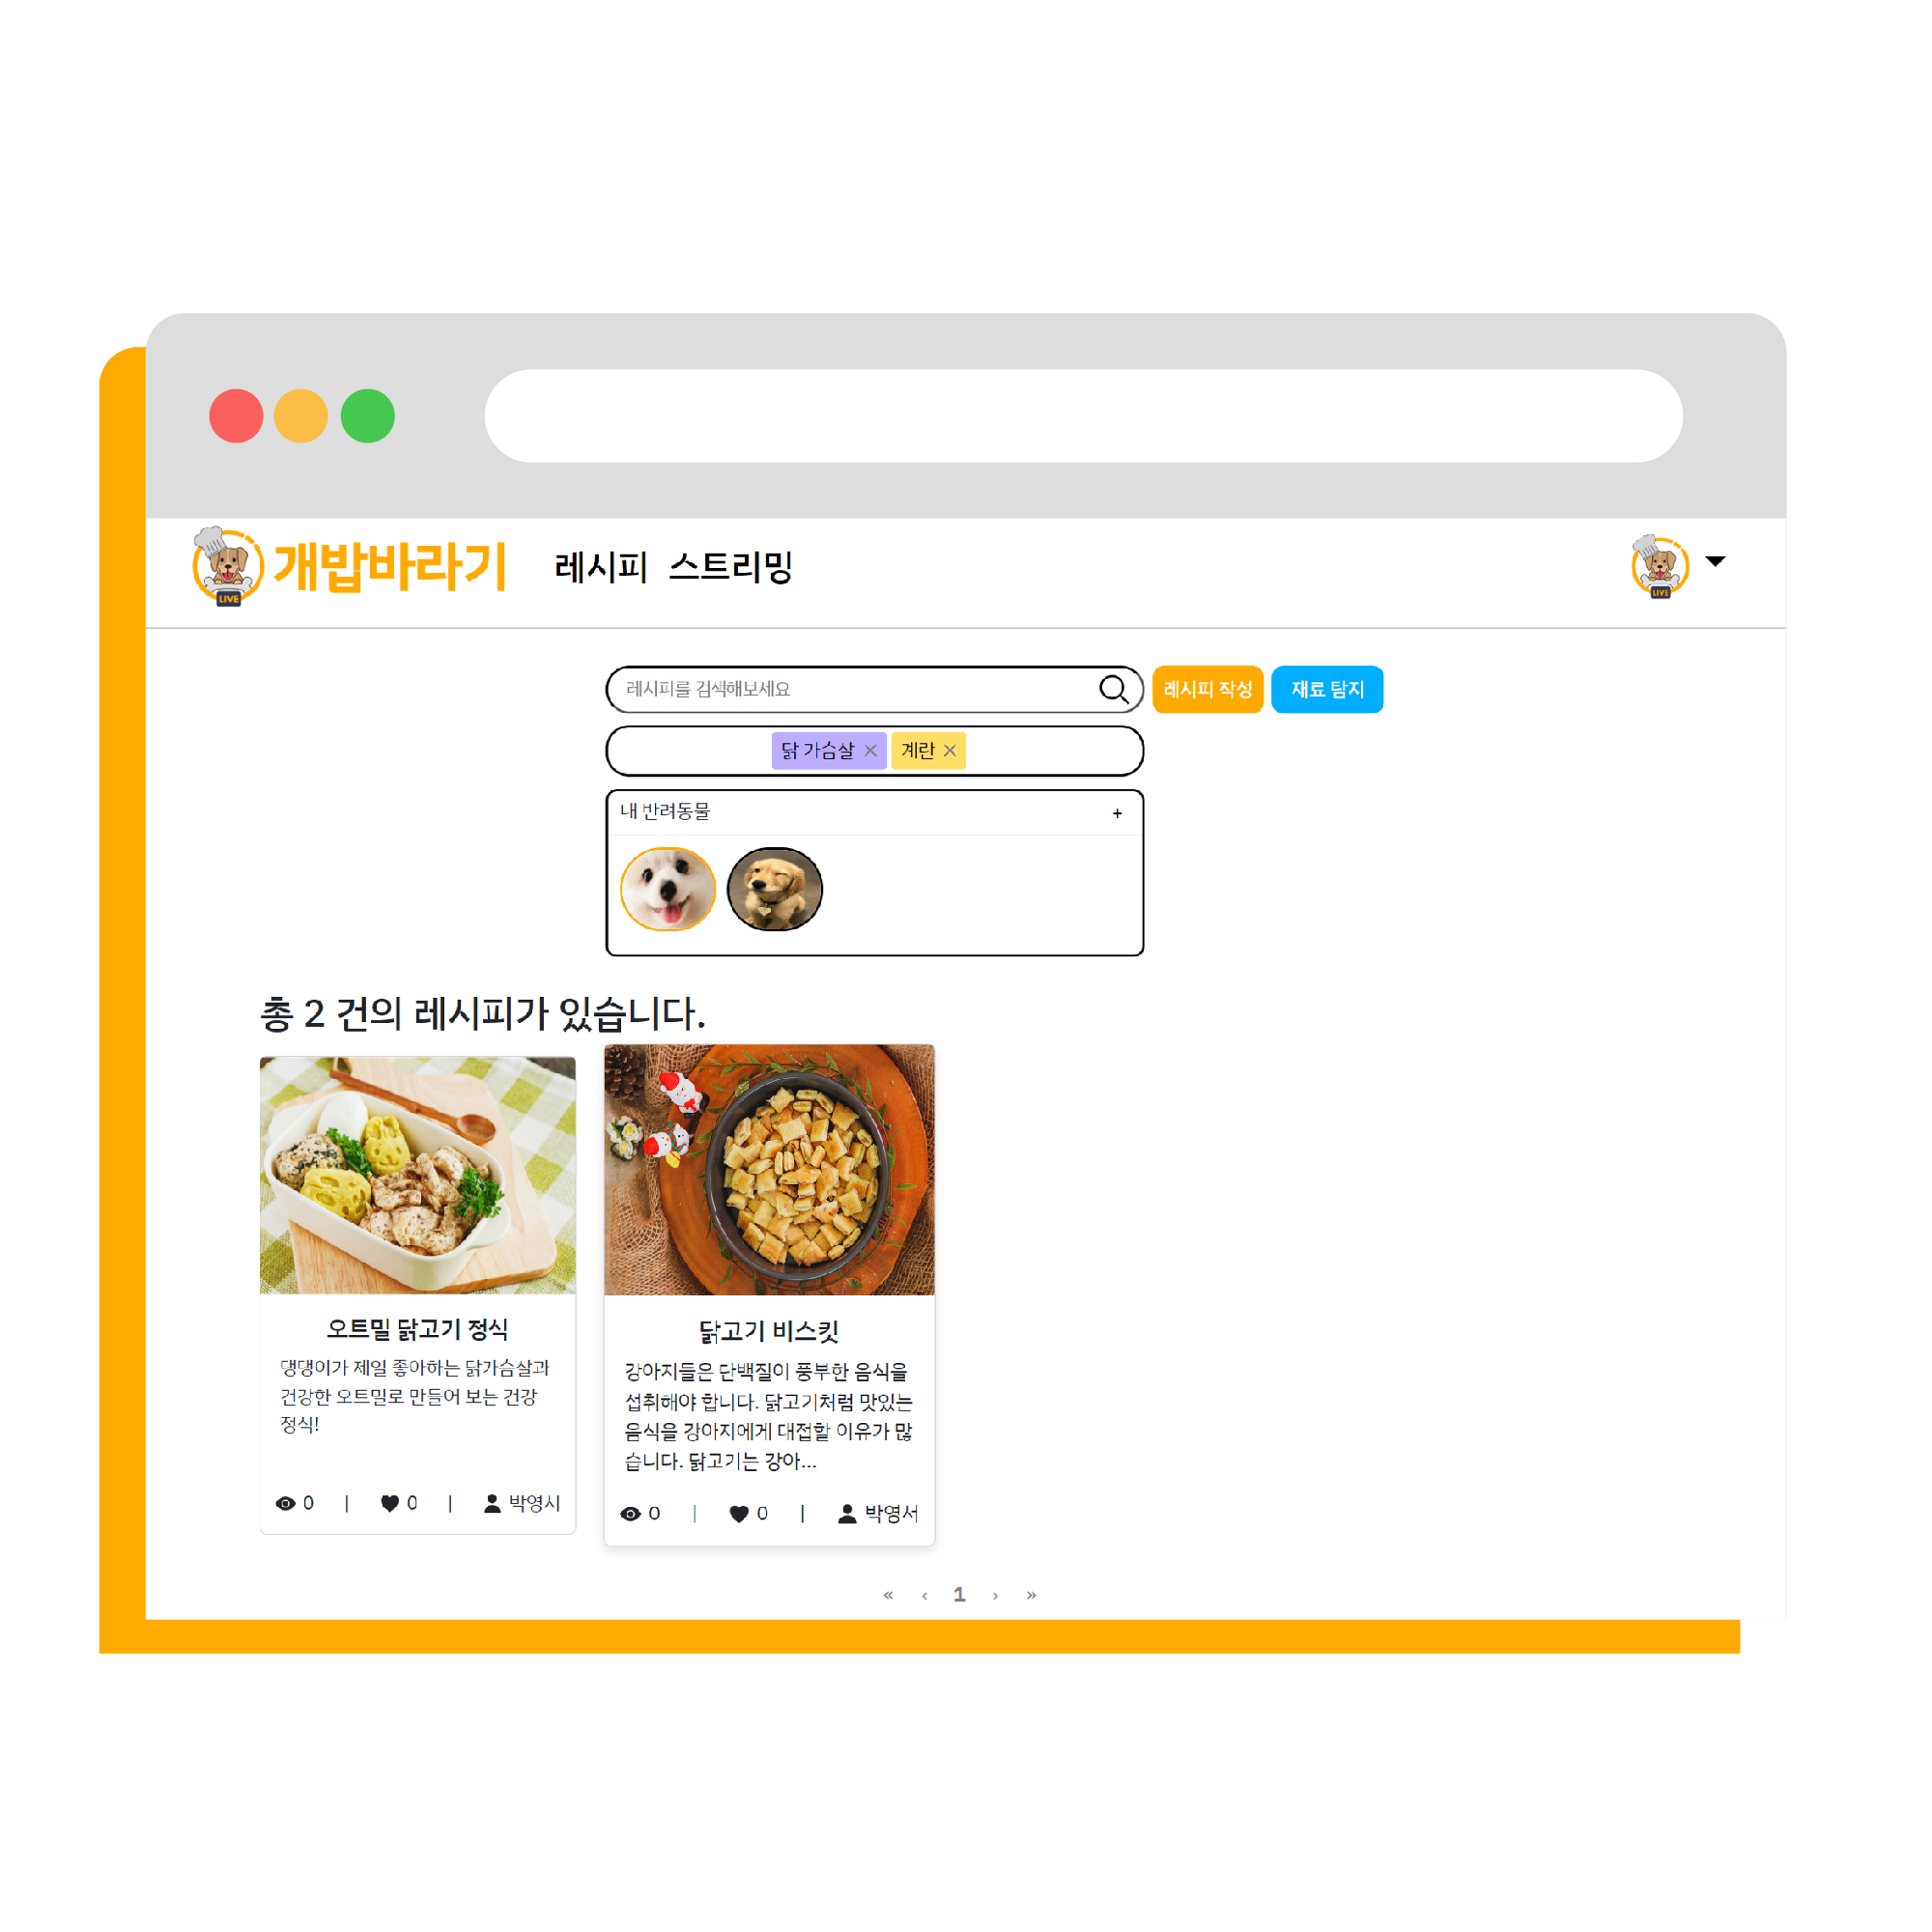 LIVE
개밥바라기
레시피 스트리밍
LIVE
레시피를 검색해보세요
레시피 작성
재료 탐지
닭 가슴살 ×
계란 ×
내 반려동물 +
총 2 건의 레시피가 있습니다.
오트밀 닭고기 정식
댕댕이가 제일 좋아하는 닭가슴살과
건강한 오트밀로 만들어 보는 건강
정식!
0 | 0 | 박영서
닭고기 비스킷
강아지들은 단백질이 풍부한 음식을
섭취해야 합니다. 닭고기처럼 맛있는
음식을 강아지에게 대접할 이유가 많
습니다. 닭고기는 강아...
0 | 0 | 박영서
« ‹ 1 › »